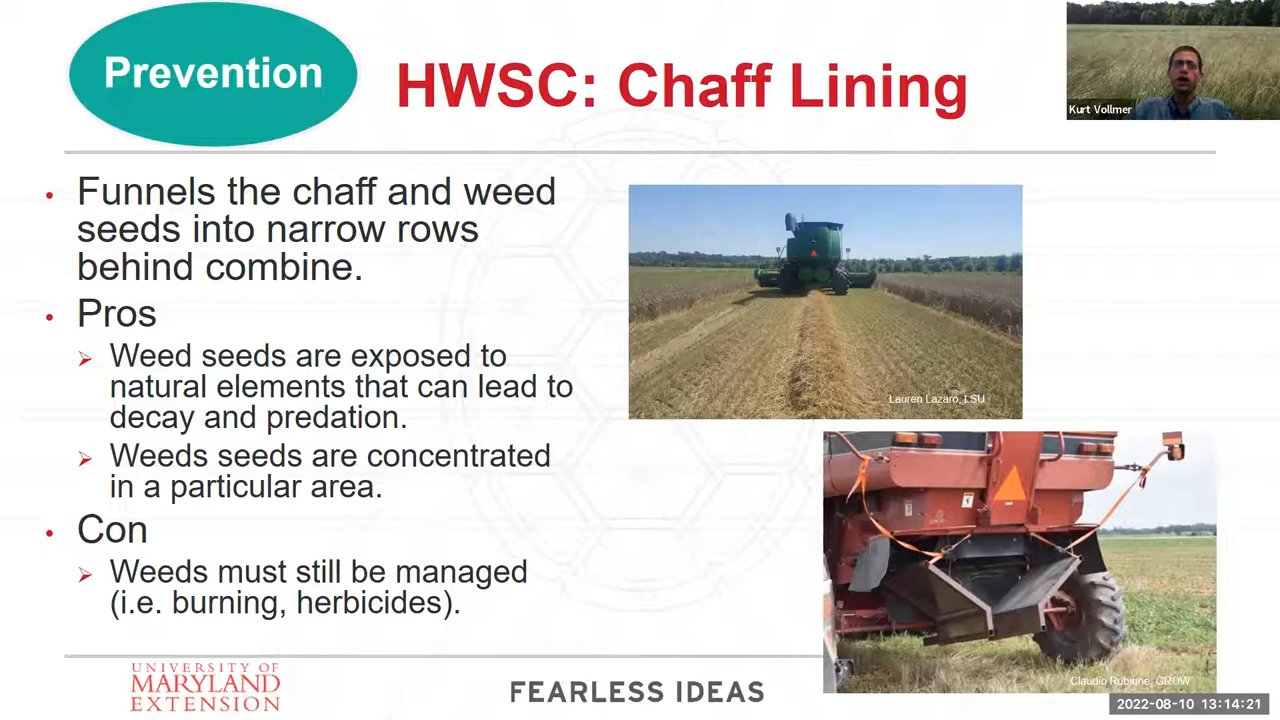 Prevention
HWSC: Chaff Lining
Kurt Vollmer
• Funnels the chaff and weed
seeds into narrow rows
behind combine.
• Pros
➢ Weed seeds are exposed to
natural elements that can lead to
decay and predation.
➢ Weeds seeds are concentrated
in a particular area.
• Con
➢ Weeds must still be managed
(i.e. burning, herbicides).
Lauren Lazaro, LSU
Claudio Rubione, GROW
UNIVERSITY OF
MARYLAND
EXTENSION
FEARLESS IDEAS
2022-08-10 13:14:21